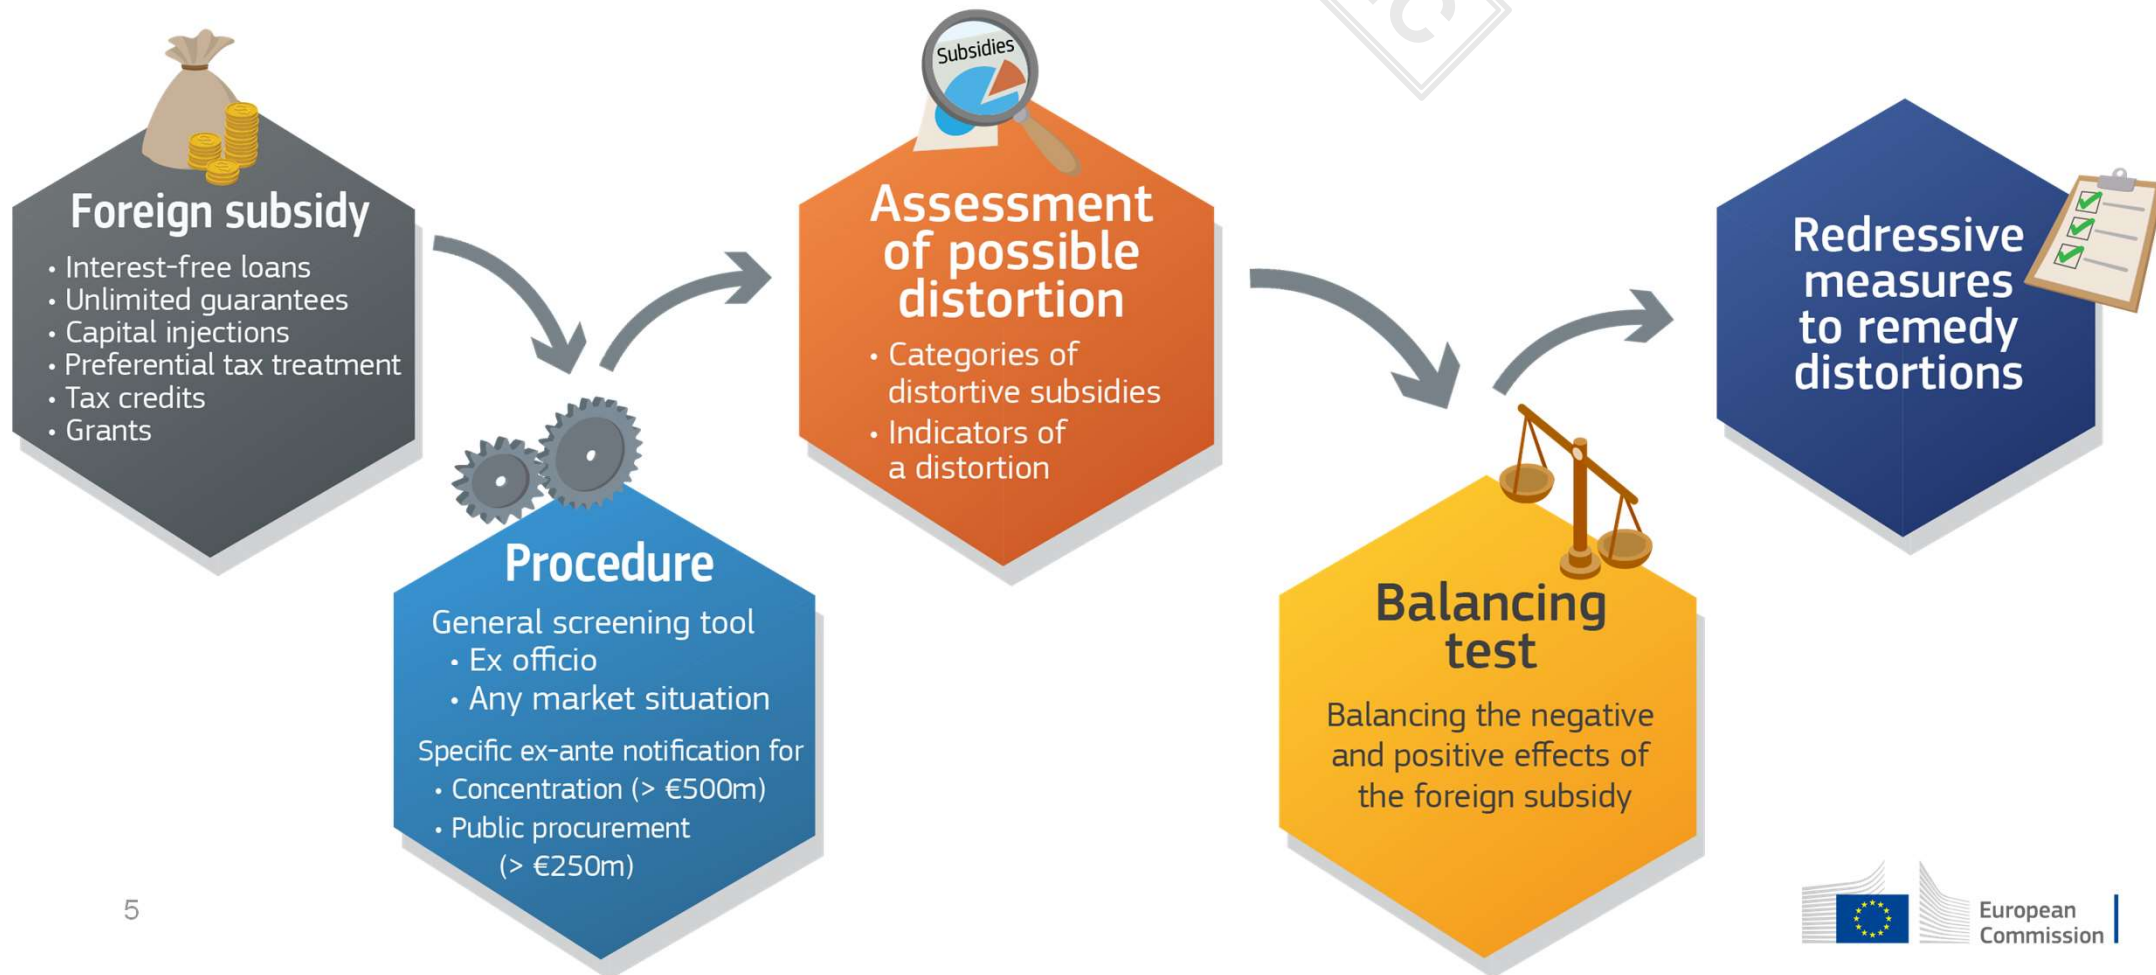 Foreign subsidy
• Interest-free loans
• Unlimited guarantees
• Capital injections
• Preferential tax treatment
• Tax credits
• Grants
Procedure
General screening tool
• Ex officio
• Any market situation
Specific ex-ante notification for
• Concentration (> €500m)
• Public procurement
(> €250m)
Subsidies
Assessment
of possible
distortion
• Categories of
distortive subsidies
• Indicators of
a distortion
Balancing
test
Balancing the negative
and positive effects of
the foreign subsidy
Redressive
measures
to remedy
distortions
5
European
Commission